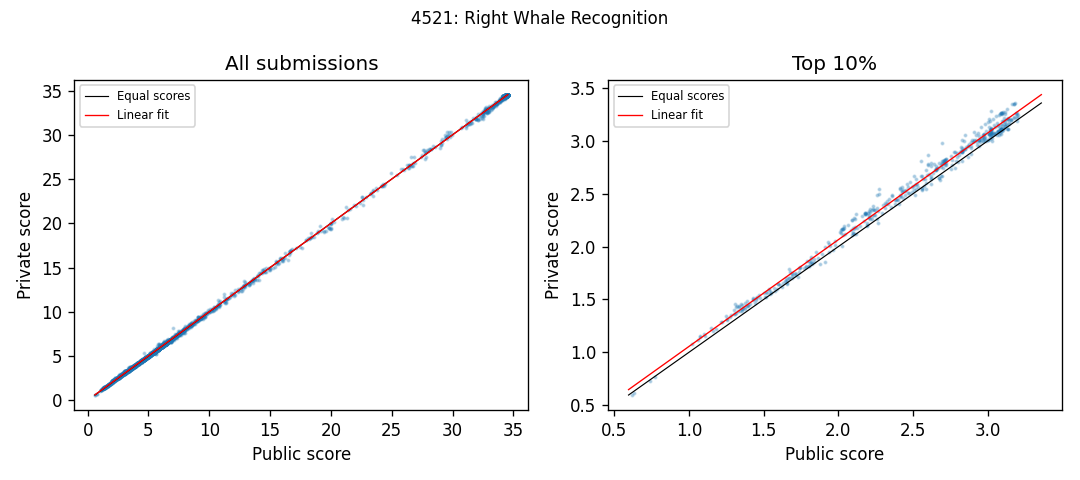 4521: Right Whale Recognition
All submissions
Private score
35
30
25
20
15
10
5
0
Equal scores
Linear fit
0 5 10 15 20 25 30 35
Public score
Top 10%
Private score
3.5
3.0
2.5
2.0
1.5
1.0
0.5
Equal scores
Linear fit
0.5 1.0 1.5 2.0 2.5 3.0
Public score